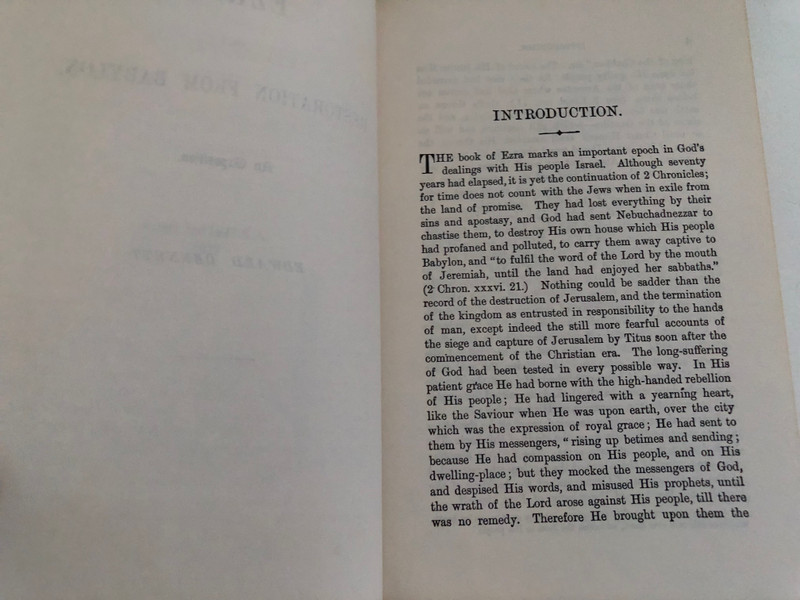 INTRODUCTION.
THE book of Ezra marks an important epoch in God's
dealings with His people Israel. Although seventy
years had elapsed, it is yet the continuation of 2 Chronicles;
for time does not count with the Jews when in exile from
the land of promise. They had lost everything by their
sins and apostasy, and God had sent Nebuchadnezzar to
chastise them, to destroy His own house which His people
had profaned and polluted, to carry them away captive to
Babylon, and "to fulfil the word of the Lord by the mouth
of Jeremiah, until the land had enjoyed her sabbaths."
(2 Chron. xxxvi. 21.) Nothing could be sadder than the
record of the destruction of Jerusalem, and the termination
of the kingdom as entrusted in responsibility to the hands
of man, except indeed the still more fearful accounts of
the siege and capture of Jerusalem by Titus soon after the
commencement of the Christian era. The long-suffering
of God had been tested in every possible way. In His
patient grace He had borne with the high-handed rebellion
of His people; He had lingered with a yearning heart,
like the Saviour when He was upon earth, over the city
which was the expression of royal grace; He had sent to
them by His messengers, "rising up betimes and sending;
because He had compassion on His people, and on His
dwelling-place; but they mocked the messengers of God,
and despised His words, and misused His prophets, until
the wrath of the Lord arose against His people, till there
was no remedy. Therefore He brought upon them the